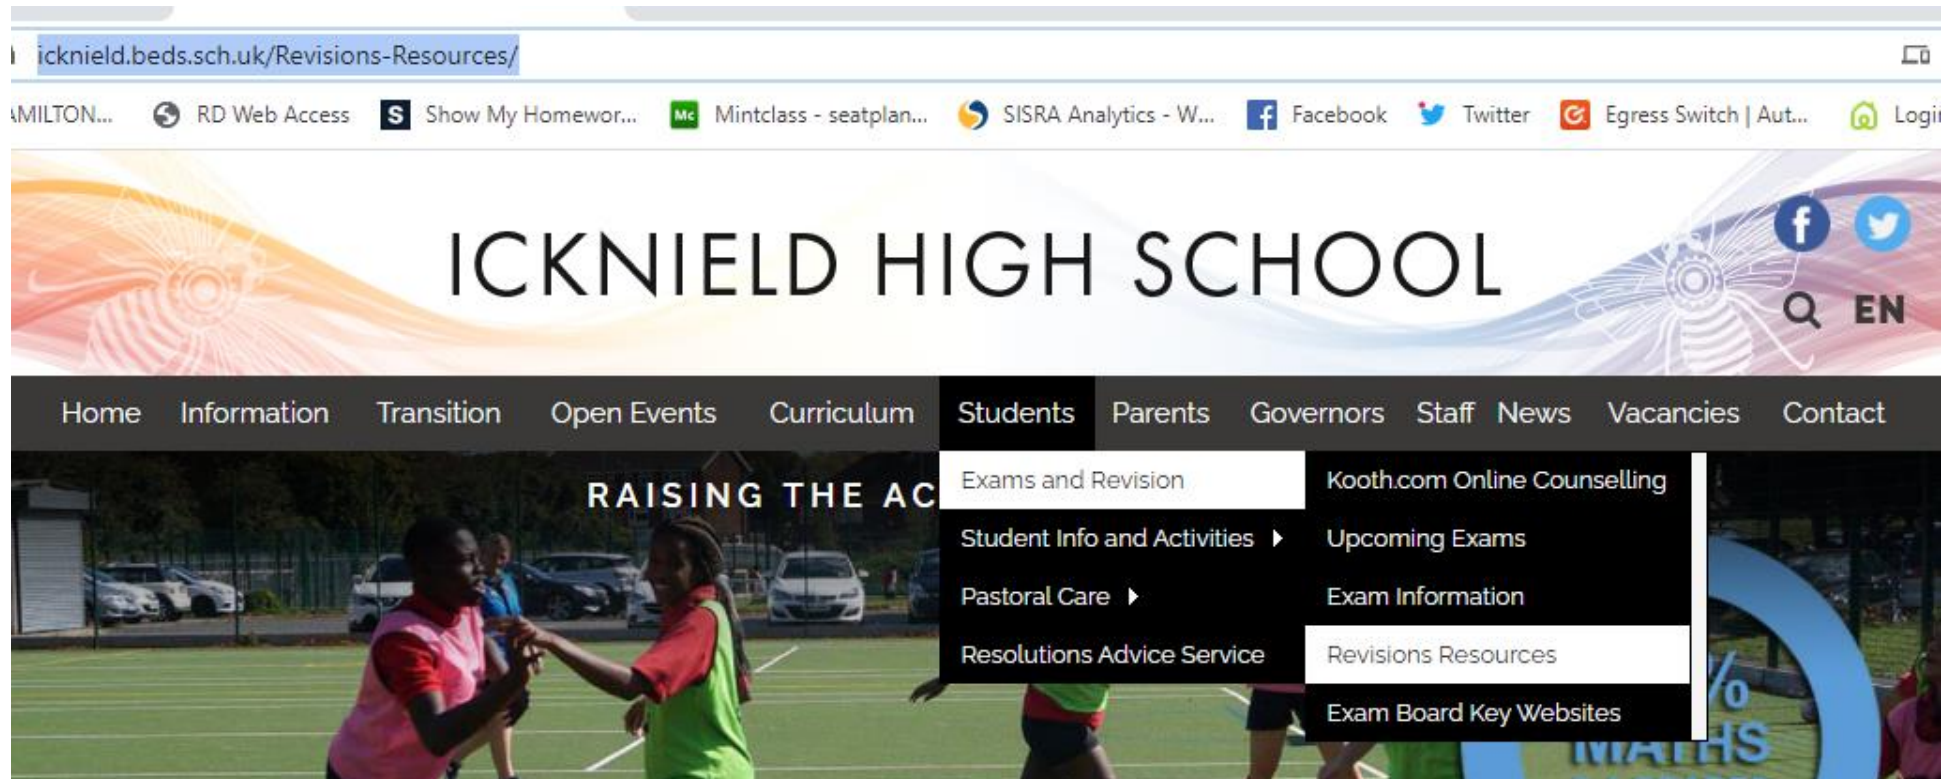 icknield.beds.sch.uk/Revisions-Resources/
AMILTON... RD Web Access S Show My Homewor... Mc Mintclass - seatplan... SISRA Analytics - W... Facebook Twitter Egress Switch | Aut... Login
ICKNIELD HIGH SCHOOL
EN
Home Information Transition Open Events Curriculum Students Parents Governors Staff News Vacancies Contact
RAISING THE AC
Exams and Revision
Student Info and Activities
Pastoral Care
Resolutions Advice Service
Kooth.com Online Counselling
Upcoming Exams
Exam Information
Revisions Resources
Exam Board Key Websites
%
MATHS